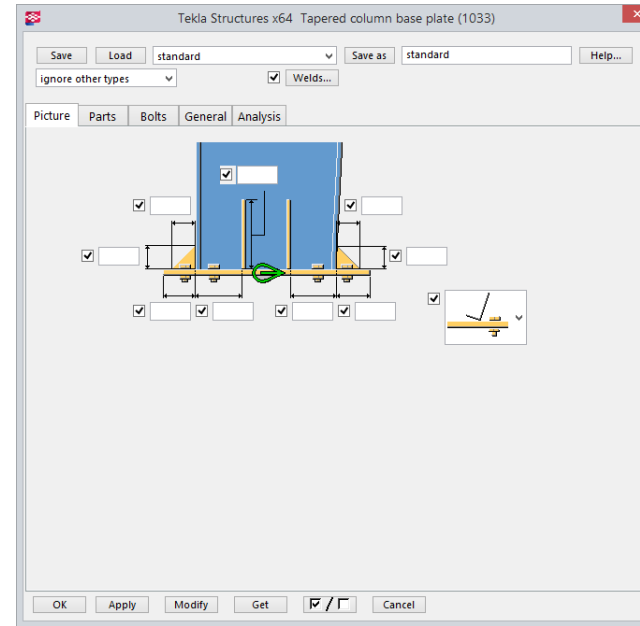 Tekla Structures x64 Tapered column base plate (1033)
Save Load standard Save as standard Help...
ignore other types Welds...
Picture Parts Bolts General Analysis
OK Apply Modify Get / Cancel